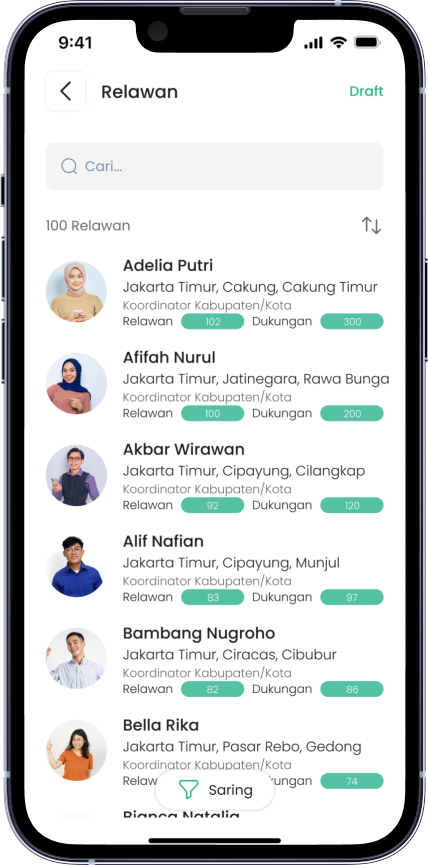 9:41
Relawan
Draft
Cari...
100 Relawan
Adelia Putri
Jakarta Timur, Cakung, Cakung Timur
Koordinator Kabupaten/Kota
Relawan 102 Dukungan 300
Afifah Nurul
Jakarta Timur, Jatinegara, Rawa Bunga
Koordinator Kabupaten/Kota
Relawan 100 Dukungan 200
Akbar Wirawan
Jakarta Timur, Cipayung, Cilangkap
Koordinator Kabupaten/Kota
Relawan 92 Dukungan 120
Alif Nafian
Jakarta Timur, Cipayung, Munjul
Koordinator Kabupaten/Kota
Relawan 83 Dukungan 97
Bambang Nugroho
Jakarta Timur, Ciracas, Cibubur
Koordinator Kabupaten/Kota
Relawan 82 Dukungan 86
Bella Rika
Jakarta Timur, Pasar Rebo, Gedong
Koordinator Kabupaten/Kota
Relaw ungan 74
Saring
Bianca Natalia